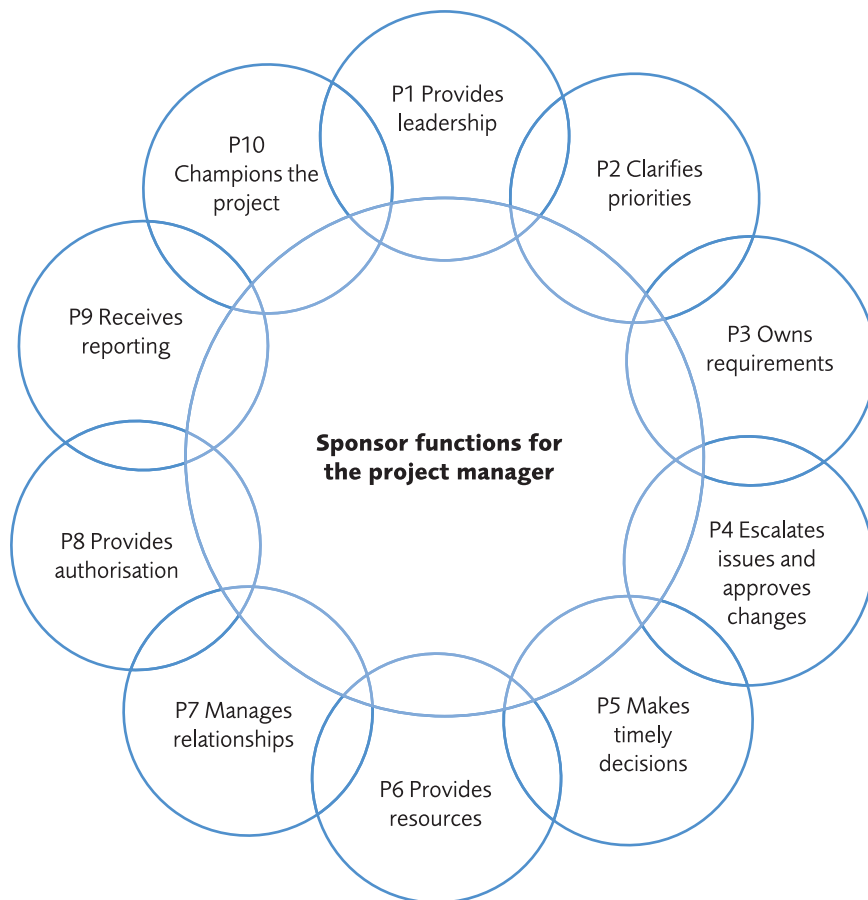 P1 Provides
leadership
P2 Clarifies
priorities
P3 Owns
requirements
P4 Escalates
issues and
approves
changes
P5 Makes
timely
decisions
P6 Provides
resources
P7 Manages
relationships
P8 Provides
authorisation
P9 Receives
reporting
P10
Champions the
project
Sponsor functions for
the project manager